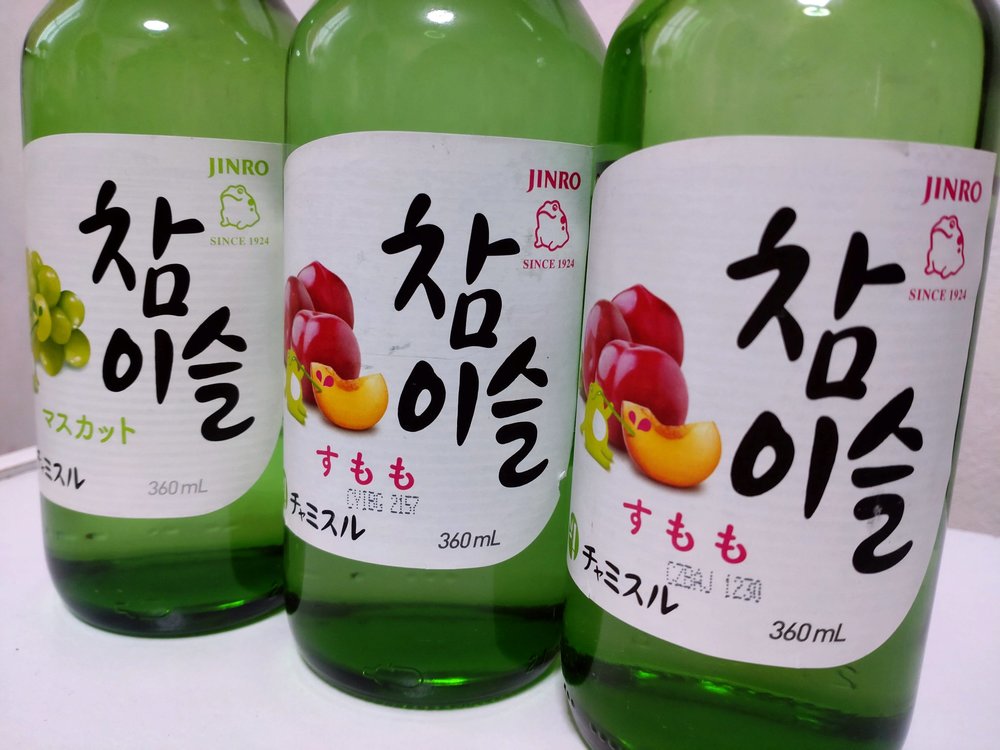 JINRO
SINCE 1924
참
이슬
マスカット
チャミスル
360mL
JINRO
SINCE 1924
참
이슬
すもも
CYIBG 2157
チャミスル
360mL
JINRO
SINCE 1924
참
이슬
すもも
CZBAJ 1230
チャミスル
360mL